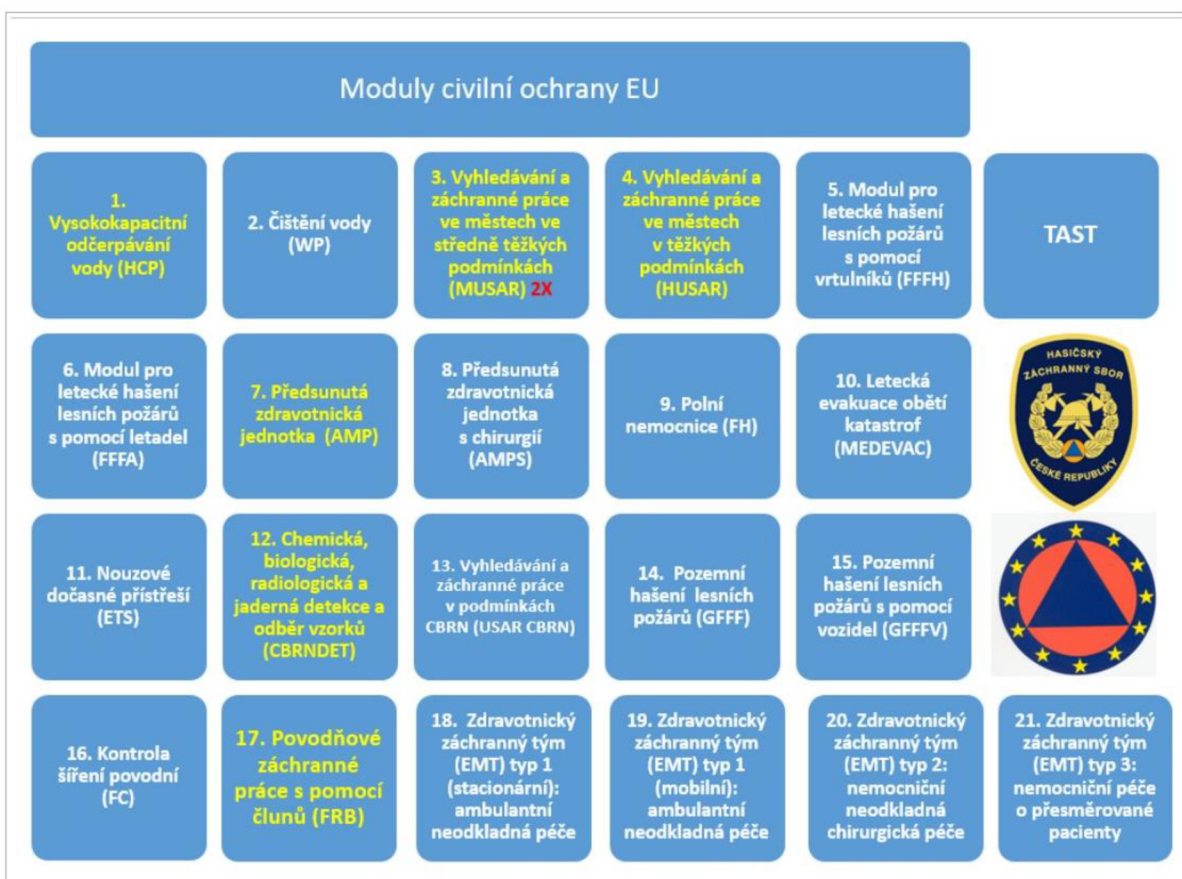 Moduly civilní ochrany EU
1.
Vysokokapacitní
odčerpávání
vody (HCP)
2. Čištění vody
(WP)
3. Vyhledávání a
záchranné práce
ve městech ve
středně těžkých
podmínkách
(MUSAR) 2X
4. Vyhledávání a
záchranné práce
ve městech
v těžkých
podmínkách
(HUSAR)
5. Modul pro
letecké hašení
lesních požárů
s pomocí
vrtulníků (FFFH)
TAST
6. Modul pro
letecké hašení
lesních požárů
s pomocí letadel
(FFFA)
7. Předsunutá
zdravotnická
jednotka (AMP)
8. Předsunutá
zdravotnická
jednotka
s chirurgií
(AMPS)
9. Polní
nemocnice (FH)
10. Letecká
evakuace obětí
katastrof
(MEDEVAC)
HASIČSKÝ
ZÁCHRANNÝ SBOR
ČESKÉ REPUBLIKY
11. Nouzové
dočasné přístřeší
(ETS)
12. Chemická,
biologická,
radiologická a
jaderná detekce a
odběr vzorků
(CBRNDET)
13. Vyhledávání a
záchranné práce
v podmínkách
CBRN (USAR CBRN)
14. Pozemní
hašení lesních
požárů (GFFF)
15. Pozemní
hašení lesních
požárů s pomocí
vozidel (GFFFV)
16. Kontrola
šíření povodní
(FC)
17. Povodňové
záchranné
práce s pomocí
člunů (FRB)
18. Zdravotnický
záchranný tým
(EMT) typ 1
(stacionární):
ambulantní
neodkladná péče
19. Zdravotnický
záchranný tým
(EMT) typ 1
(mobilní):
ambulantní
neodkladná péče
20. Zdravotnický
záchranný tým
(EMT) typ 2:
nemocniční
neodkladná
chirurgická péče
21. Zdravotnický
záchranný tým
(EMT) typ 3:
nemocniční péče
o přesměrované
pacienty